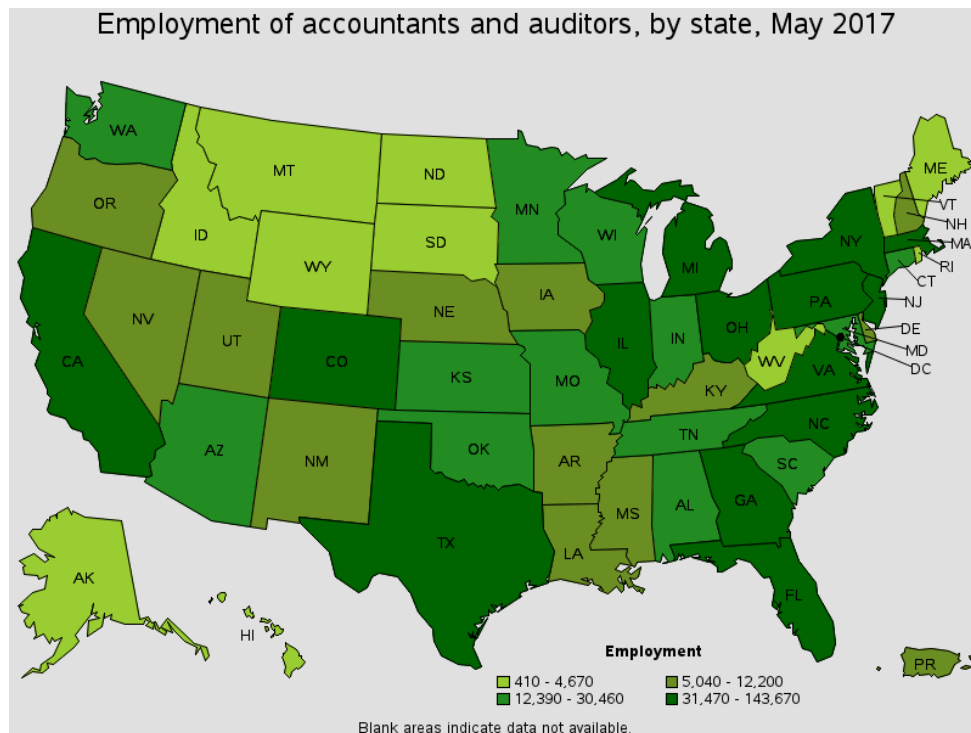 Employment of accountants and auditors, by state, May 2017
WA
MT
ND
MN
ME
OR
ID
SD
WI
VT
NH
WY
MI
NY
MA
RI
CT
NV
UT
NE
IA
PA
NJ
CA
CO
IL
IN
OH
DE
MD
DC
KS
MO
WV
VA
KY
AZ
NM
OK
AR
TN
NC
SC
MS
AL
GA
TX
LA
FL
AK
HI
PR
Employment
410 - 4,670 5,040 - 12,200
12,390 - 30,460 31,470 - 143,670
Blank areas indicate data not available.